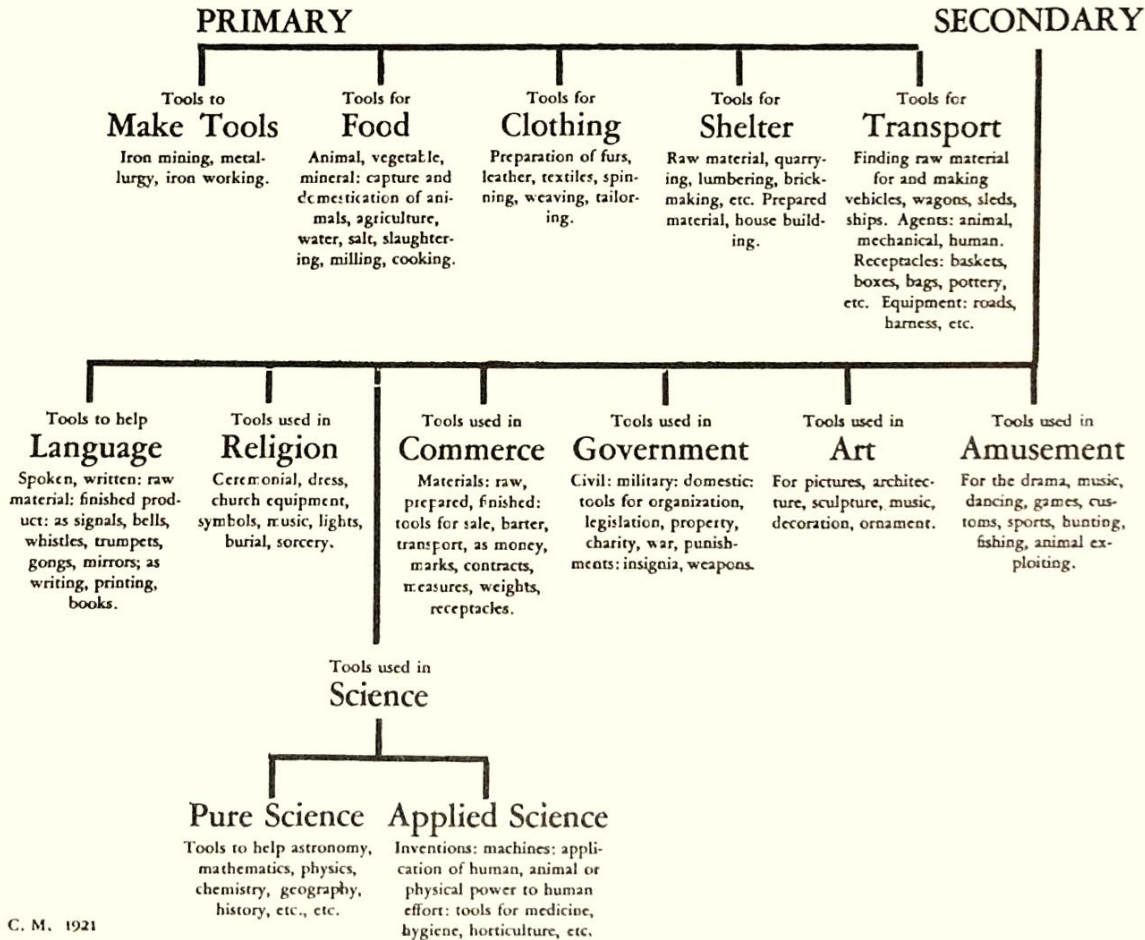 PRIMARY
SECONDARY
Tools to
Make Tools
Iron mining, metal-
lurgy, iron working.
Tools for
Food
Animal, vegetable,
mineral: capture and
domestication of ani-
mals, agriculture,
water, salt, slaughter-
ing, milling, cooking.
Tools for
Clothing
Preparation of furs,
leather, textiles, spin-
ning, weaving, tailor-
ing.
Tools for
Shelter
Raw material, quarry-
ing, lumbering, brick-
making, etc. Prepared
material, house build-
ing.
Tools for
Transport
Finding raw material
for and making
vehicles, wagons, sleds,
ships. Agents: animal,
mechanical, human.
Receptacles: baskets,
boxes, bags, pottery,
etc. Equipment: roads,
harness, etc.
Tools to help
Language
Spoken, written: raw
material: finished prod-
uct: as signals, bells,
whistles, trumpets,
gongs, mirrors; as
writing, printing,
books.
Tools used in
Religion
Ceremonial, dress,
church equipment,
symbols, music, lights,
burial, sorcery.
Tools used in
Commerce
Materials: raw,
prepared, finished:
tools for sale, barter,
transport, as money,
marks, contracts,
measures, weights,
receptacles.
Tools used in
Government
Civil: military: domestic:
tools for organization,
legislation, property,
charity, war, punish-
ments: insignia, weapons.
Tools used in
Art
For pictures, architec-
ture, sculpture, music,
decoration, ornament.
Tools used in
Amusement
For the drama, music,
dancing, games, cus-
toms, sports, hunting,
fishing, animal ex-
ploiting.
Tools used in
Science
Pure Science
Tools to help astronomy,
mathematics, physics,
chemistry, geography,
history, etc., etc.
Applied Science
Inventions: machines: appli-
cation of human, animal or
physical power to human
effort: tools for medicine,
hygiene, horticulture, etc.
C. M. 1921